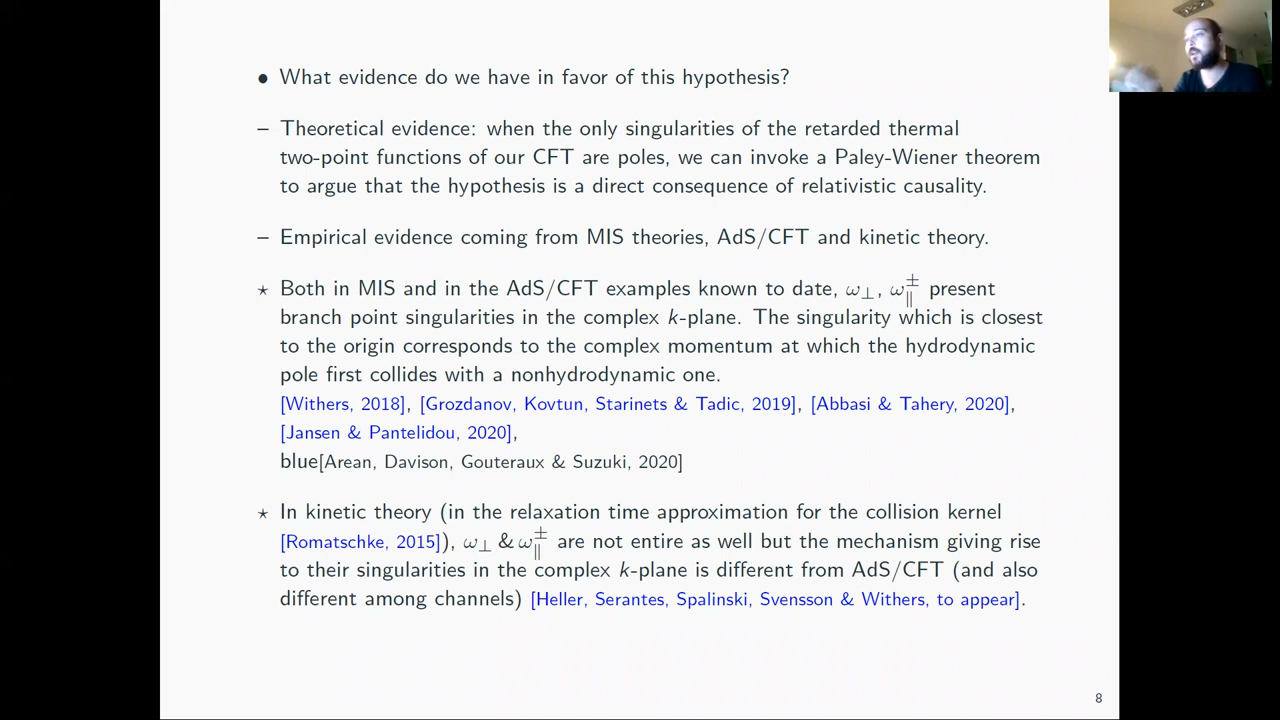 • What evidence do we have in favor of this hypothesis?
– Theoretical evidence: when the only singularities of the retarded thermal
two-point functions of our CFT are poles, we can invoke a Paley-Wiener theorem
to argue that the hypothesis is a direct consequence of relativistic causality.
– Empirical evidence coming from MIS theories, AdS/CFT and kinetic theory.
⋆ Both in MIS and in the AdS/CFT examples known to date, ω⊥, ω∥± present
branch point singularities in the complex k-plane. The singularity which is closest
to the origin corresponds to the complex momentum at which the hydrodynamic
pole first collides with a nonhydrodynamic one.
[Withers, 2018], [Grozdanov, Kovtun, Starinets & Tadic, 2019], [Abbasi & Tahery, 2020],
[Jansen & Pantelidou, 2020],
blue[Arean, Davison, Gouteraux & Suzuki, 2020]
⋆ In kinetic theory (in the relaxation time approximation for the collision kernel
[Romatschke, 2015]), ω⊥ & ω∥± are not entire as well but the mechanism giving rise
to their singularities in the complex k-plane is different from AdS/CFT (and also
different among channels) [Heller, Serantes, Spalinski, Svensson & Withers, to appear].
8